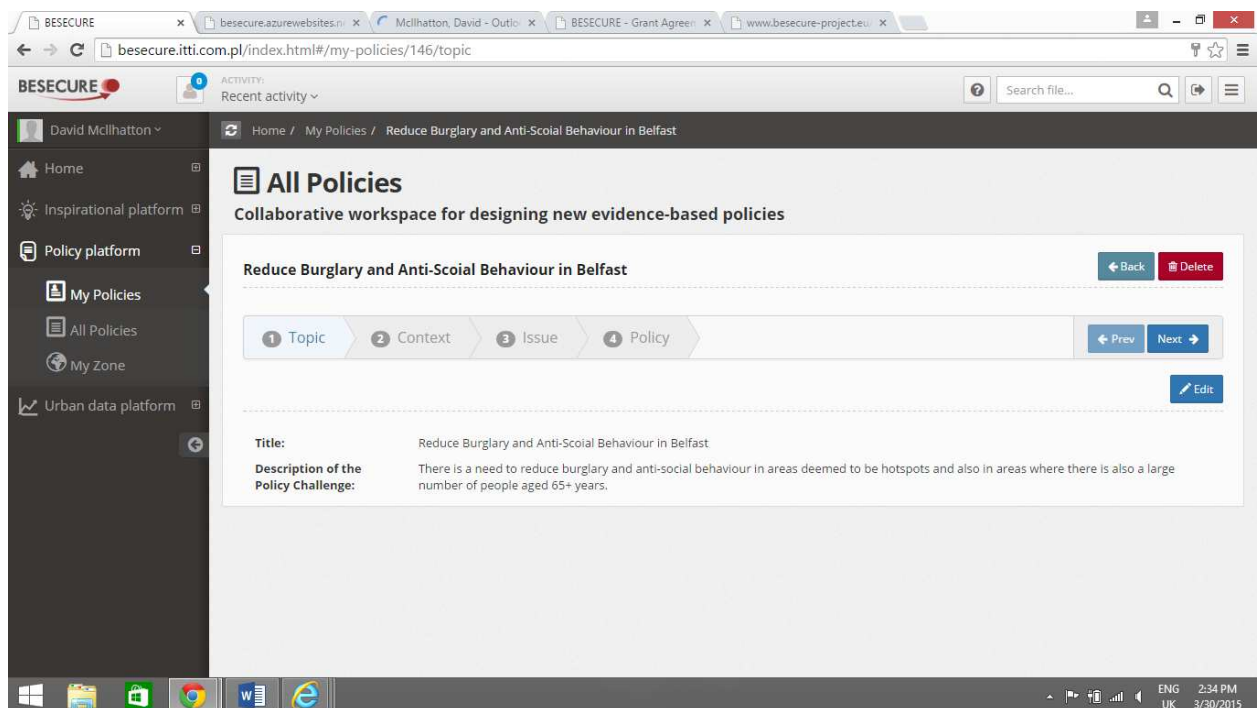 BESECURE
besecure.azurewebsites.n
McIlhatton, David - Outlo
BESECURE - Grant Agreen
www.besecure-project.eu
besecure.itti.com.pl/index.html#/my-policies/146/topic
BESECURE
0
ACTIVITY:
Recent activity
Search file...
David McIlhatton
Home / My Policies / Reduce Burglary and Anti-Scoial Behaviour in Belfast
Home
Inspirational platform
Policy platform
My Policies
All Policies
My Zone
Urban data platform
All Policies
Collaborative workspace for designing new evidence-based policies
Reduce Burglary and Anti-Scoial Behaviour in Belfast
Back
Delete
1 Topic
2 Context
3 Issue
4 Policy
Prev
Next
Edit
Title:
Reduce Burglary and Anti-Scoial Behaviour in Belfast
Description of the
Policy Challenge:
There is a need to reduce burglary and anti-social behaviour in areas deemed to be hotspots and also in areas where there is also a large
number of people aged 65+ years.
ENG
UK
2:34 PM
3/30/2015